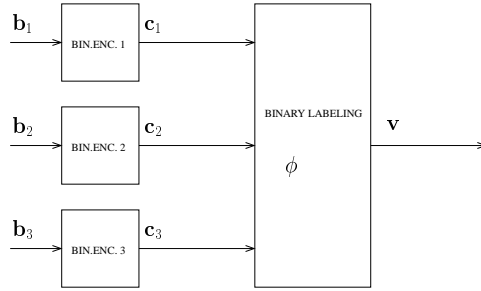 b₁ BIN.ENC. 1 c₁
BINARY LABELING
b₂ BIN.ENC. 2 c₂ v
ϕ
b₃ BIN.ENC. 3 c₃